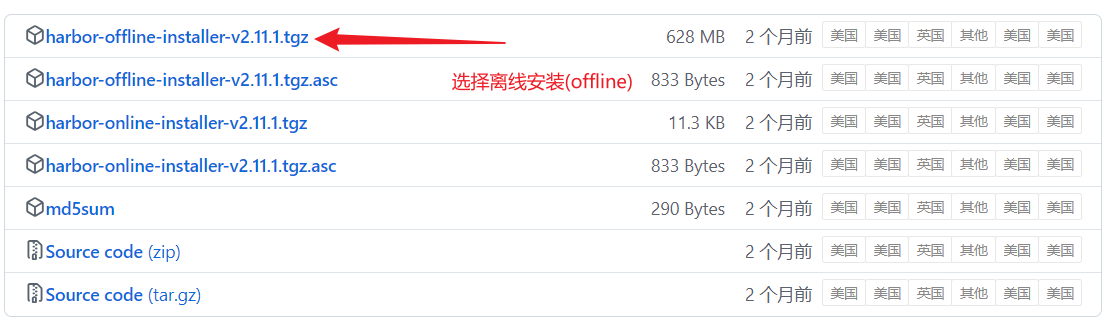 harbor-offline-installer-v2.11.1.tgz 628 MB 2 个月前 美国 美国 英国 其他 美国 美国
harbor-offline-installer-v2.11.1.tgz.asc 选择离线安装(offline) 833 Bytes 2 个月前 美国 美国 英国 其他 美国 美国
harbor-online-installer-v2.11.1.tgz 11.3 KB 2 个月前 美国 美国 英国 其他 美国 美国
harbor-online-installer-v2.11.1.tgz.asc 833 Bytes 2 个月前 美国 美国 英国 其他 美国 美国
md5sum 290 Bytes 2 个月前 美国 美国 英国 其他 美国 美国
Source code (zip) 2 个月前 美国 美国 英国 其他 美国 美国
Source code (tar.gz) 2 个月前 美国 美国 英国 其他 美国 美国